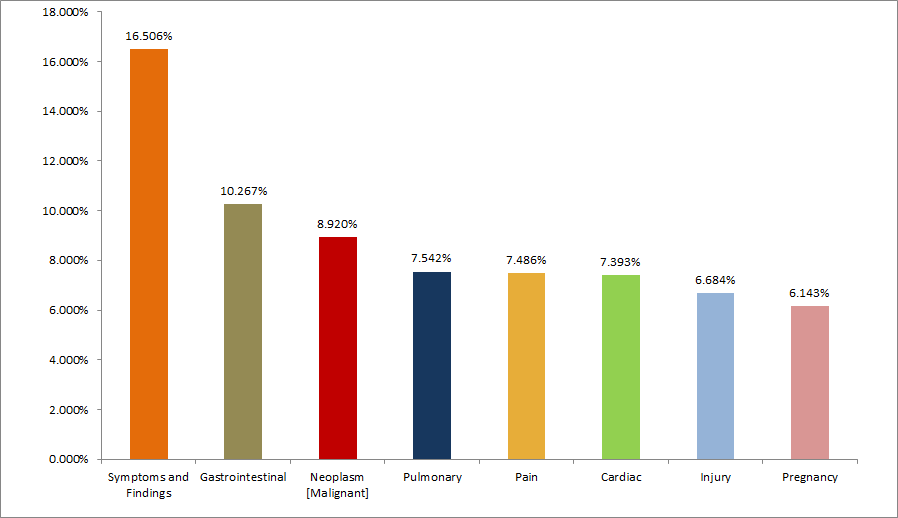 18.000%
16.000%
14.000%
12.000%
10.000%
8.000%
6.000%
4.000%
2.000%
0.000%
16.506%
10.267%
8.920%
7.542%
7.486%
7.393%
6.684%
6.143%
Symptoms and
Findings
Gastrointestinal
Neoplasm
[Malignant]
Pulmonary
Pain
Cardiac
Injury
Pregnancy